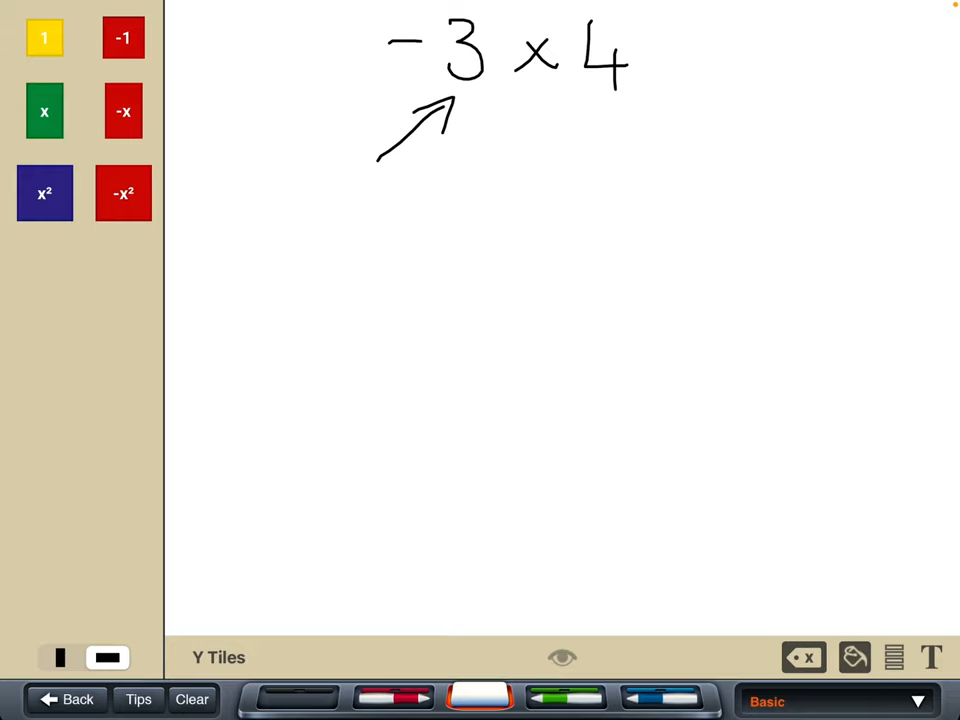 -3 x 4
1 -1
x -x
x² -x²
Y Tiles x T
Back Tips Clear Basic